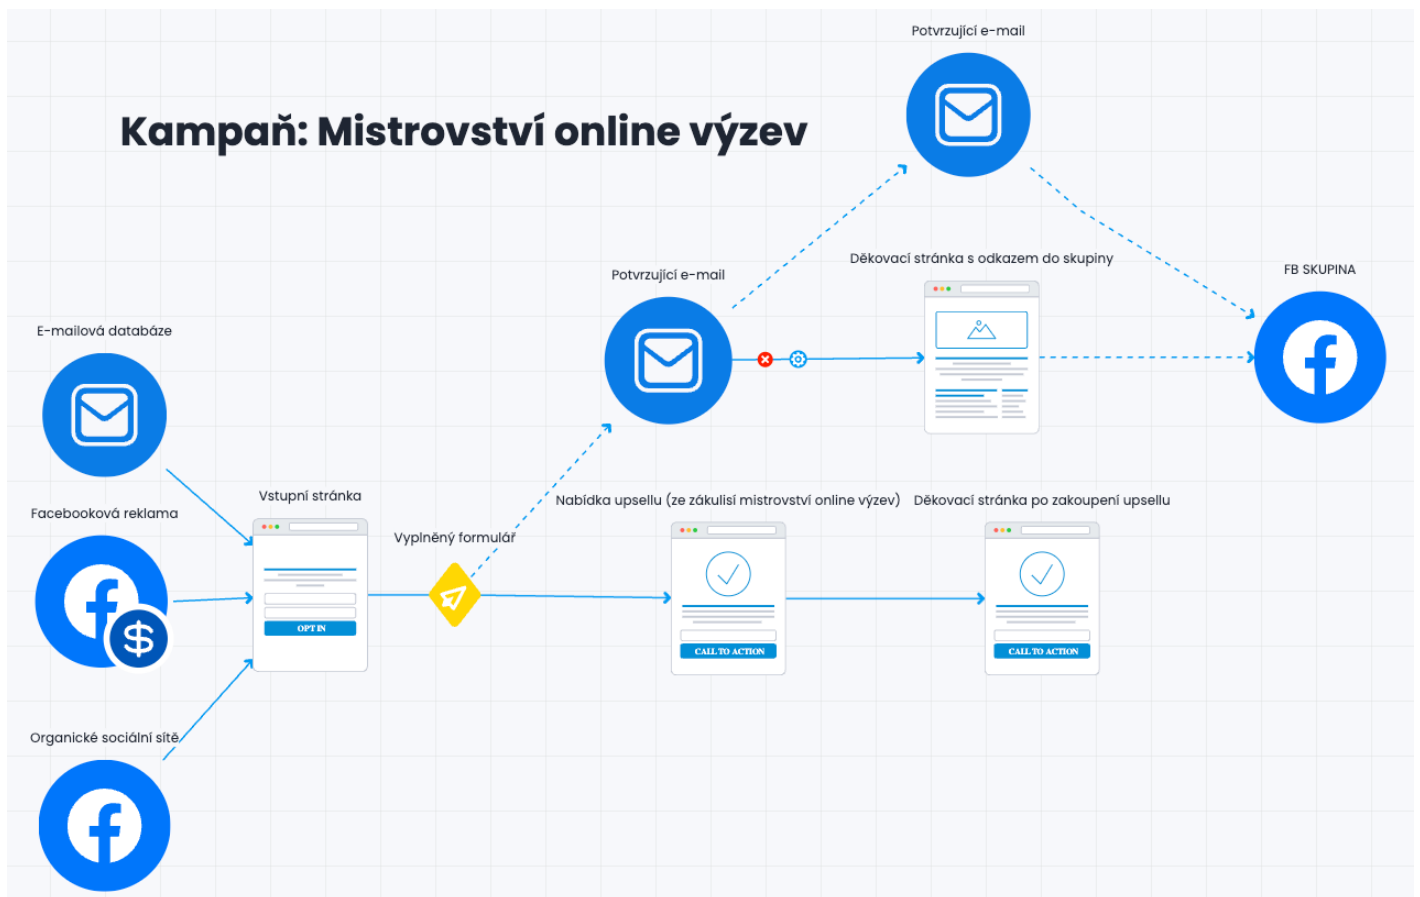 Potvrzující e-mail
Kampaň: Mistrovství online výzev
Děkovací stránka s odkazem do skupiny
FB SKUPINA
Potvrzující e-mail
E-mailová databáze
Vstupní stránka
Nabídka upsellu (ze zákulisí mistrovství online výzev)
Děkovací stránka po zakoupení upsellu
Facebooková reklama
Vyplněný formulář
OPT IN
CALL TO ACTION
CALL TO ACTION
Organické sociální sítě